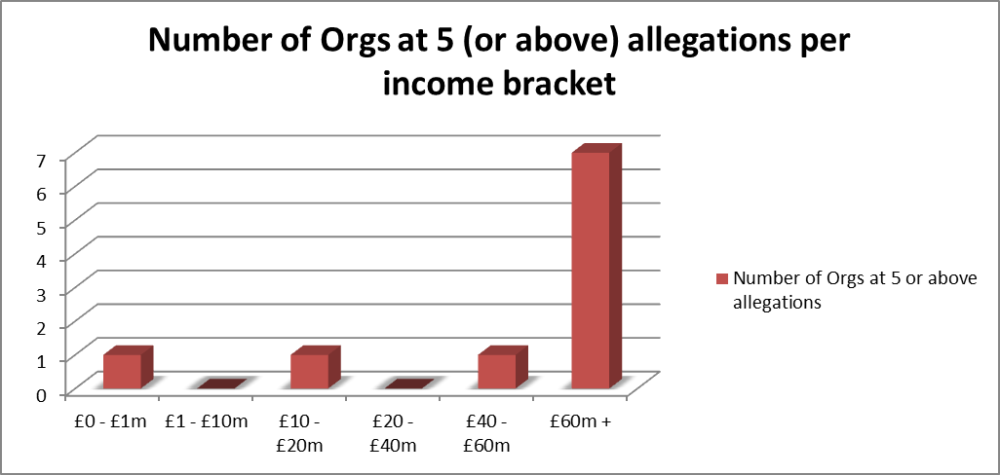 Number of Orgs at 5 (or above) allegations per
income bracket
7
6
5
4
3
2
1
0
£0 - £1m
£1 - £10m
£10 -
£20m
£20 -
£40m
£40 -
£60m
£60m +
Number of Orgs at 5 or above
allegations